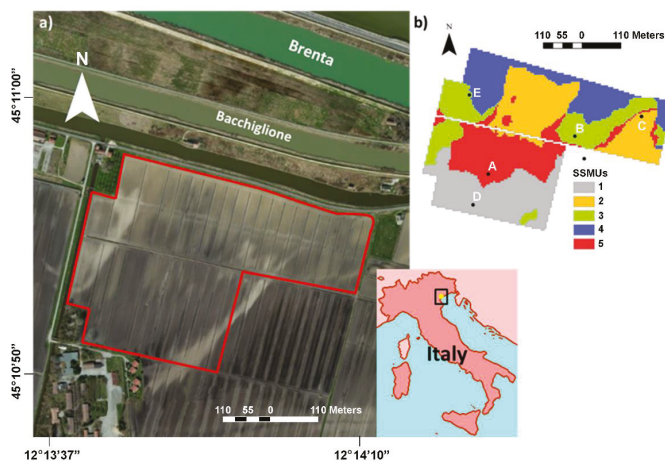 a)
Brenta
N
Bacchiglione
45°11'00"
45°10'50"
110 55 0 110 Meters
12°13'37"
12°14'10"
Italy
b)
N
110 55 0 110 Meters
E
B
C
A
D
SSMUs
1
2
3
4
5